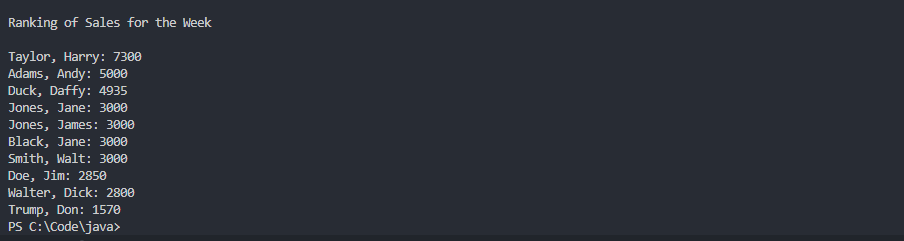 Ranking of Sales for the Week
Taylor, Harry: 7300
Adams, Andy: 5000
Duck, Daffy: 4935
Jones, Jane: 3000
Jones, James: 3000
Black, Jane: 3000
Smith, Walt: 3000
Doe, Jim: 2850
Walter, Dick: 2800
Trump, Don: 1570
PS C:\Code\java>